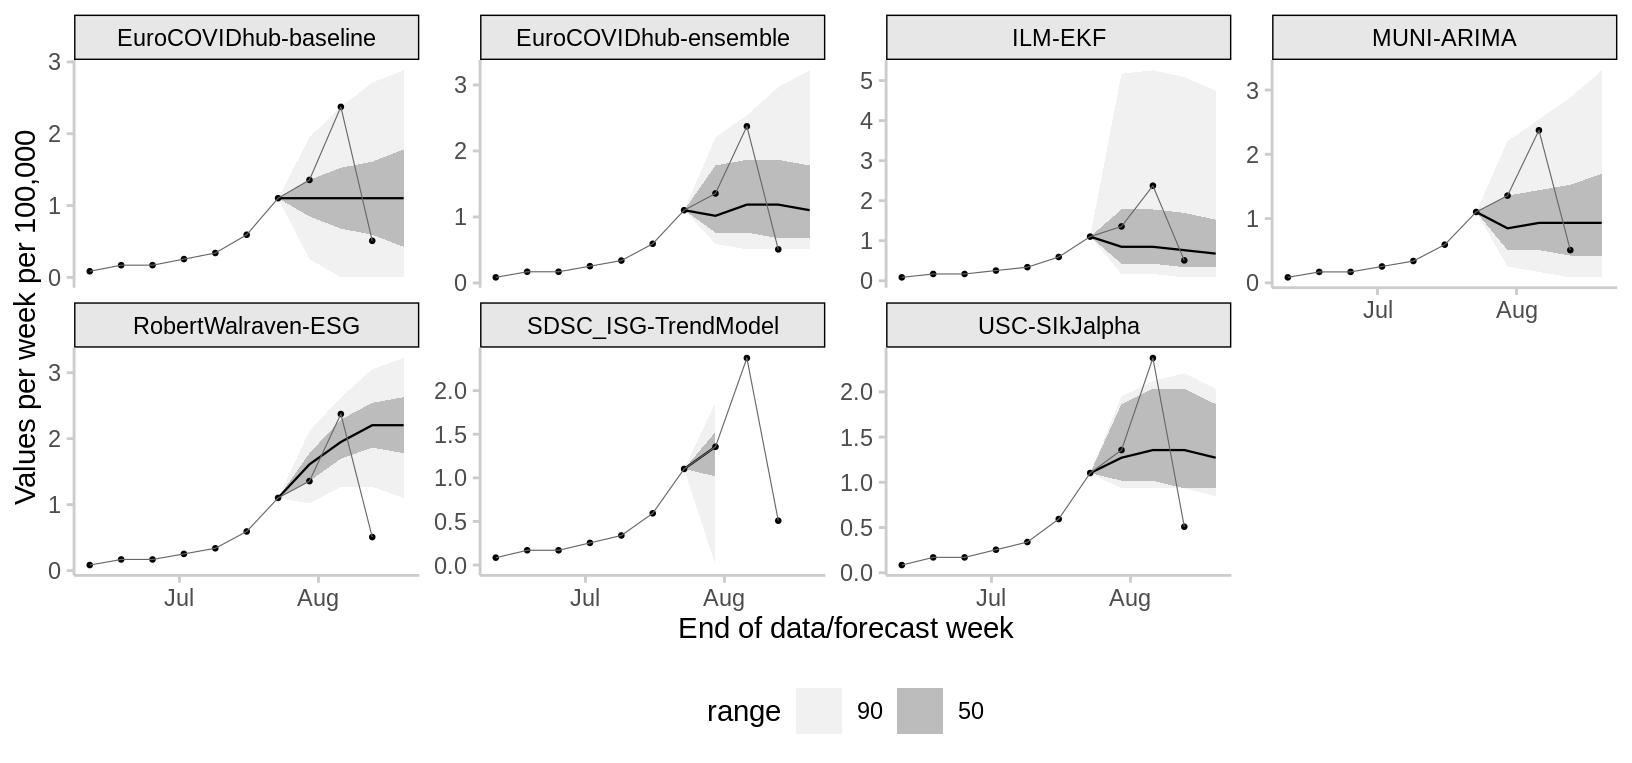 EuroCOVIDhub-baseline
EuroCOVIDhub-ensemble
ILM-EKF
MUNI-ARIMA
Values per week per 100,000
3
2
1
0
3
2
1
0
5
4
3
2
1
0
3
2
1
0
Jul
Aug
RobertWalraven-ESG
SDSC_ISG-TrendModel
USC-SIkJalpha
3
2
1
0
Jul
Aug
2.0
1.5
1.0
0.5
0.0
Jul
Aug
2.0
1.5
1.0
0.5
0.0
Jul
Aug
End of data/forecast week
range 90 50